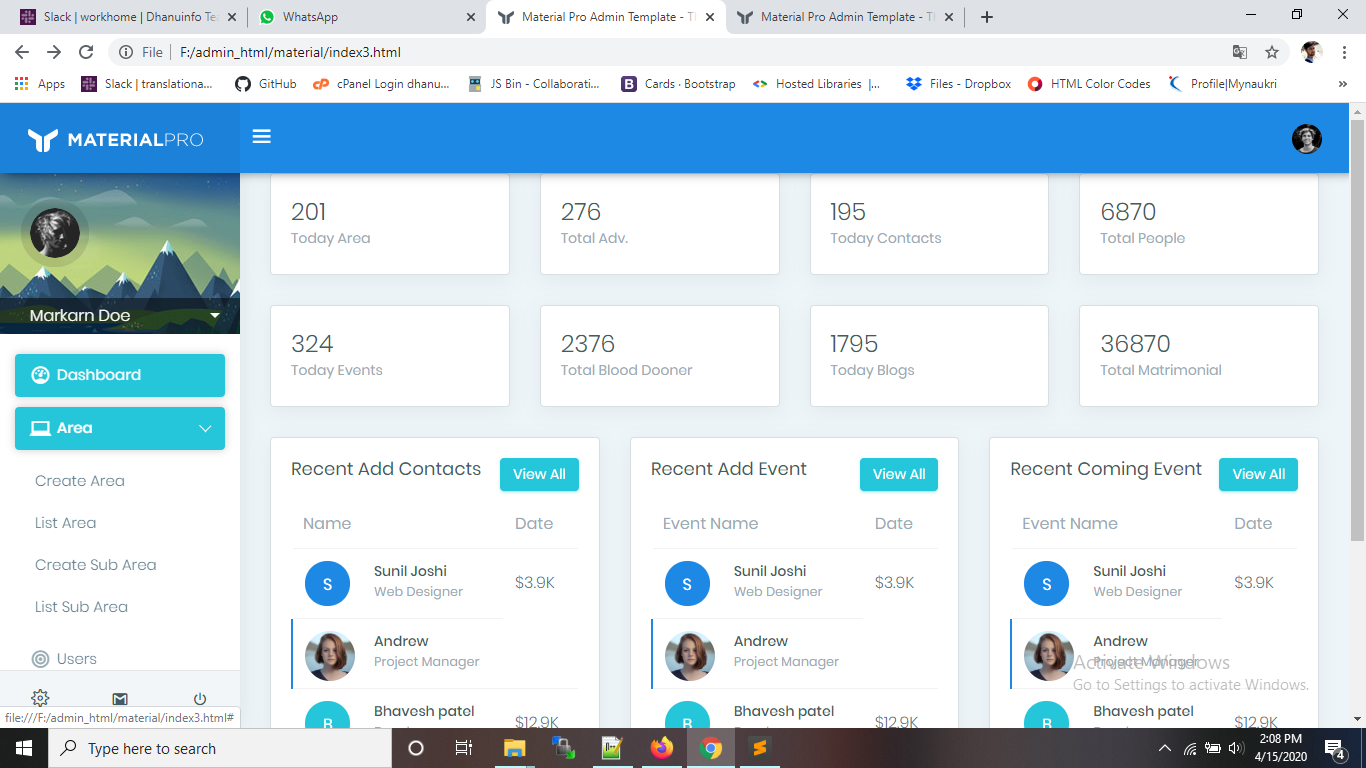 Slack | workhome | Dhanuinfo Te
WhatsApp
Material Pro Admin Template - T
Material Pro Admin Template - T
File
F:/admin_html/material/index3.html
Apps
Slack | translationa...
GitHub
cPanel Login dhanu...
JS Bin - Collaborati...
Cards · Bootstrap
Hosted Libraries |...
Files - Dropbox
HTML Color Codes
Profile|Mynaukri
»
MATERIALPRO
Markarn Doe
Dashboard
Area
Create Area
List Area
Create Sub Area
List Sub Area
Users
file:///F:/admin_html/material/index3.html#
201
Today Area
276
Total Adv.
195
Today Contacts
6870
Total People
324
Today Events
2376
Total Blood Dooner
1795
Today Blogs
36870
Total Matrimonial
Recent Add Contacts
View All
Name Date
S
Sunil Joshi
Web Designer
$3.9K
Andrew
Project Manager
B
Bhavesh patel
$12.9K
Recent Add Event
View All
Event Name Date
S
Sunil Joshi
Web Designer
$3.9K
Andrew
Project Manager
B
Bhavesh patel
$12.9K
Recent Coming Event
View All
Event Name Date
S
Sunil Joshi
Web Designer
$3.9K
Andrew
Project Manager
B
Bhavesh patel
$12.9K
Activate Windows
Go to Settings to activate Windows.
Type here to search
2:08 PM
4/15/2020
4